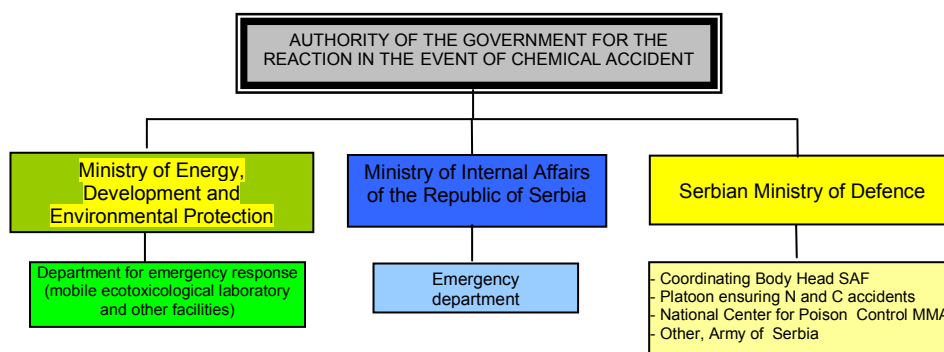 AUTHORITY OF THE GOVERNMENT FOR THE
REACTION IN THE EVENT OF CHEMICAL ACCIDENT
Ministry of Energy,
Development and
Environmental Protection
Ministry of Internal Affairs
of the Republic of Serbia
Serbian Ministry of Defence
Department for emergency response
(mobile ecotoxicological laboratory
and other facilities)
Emergency
department
- Coordinating Body Head SAF
- Platoon ensuring N and C accidents
- National Center for Poison Control MMA
- Other, Army of Serbia